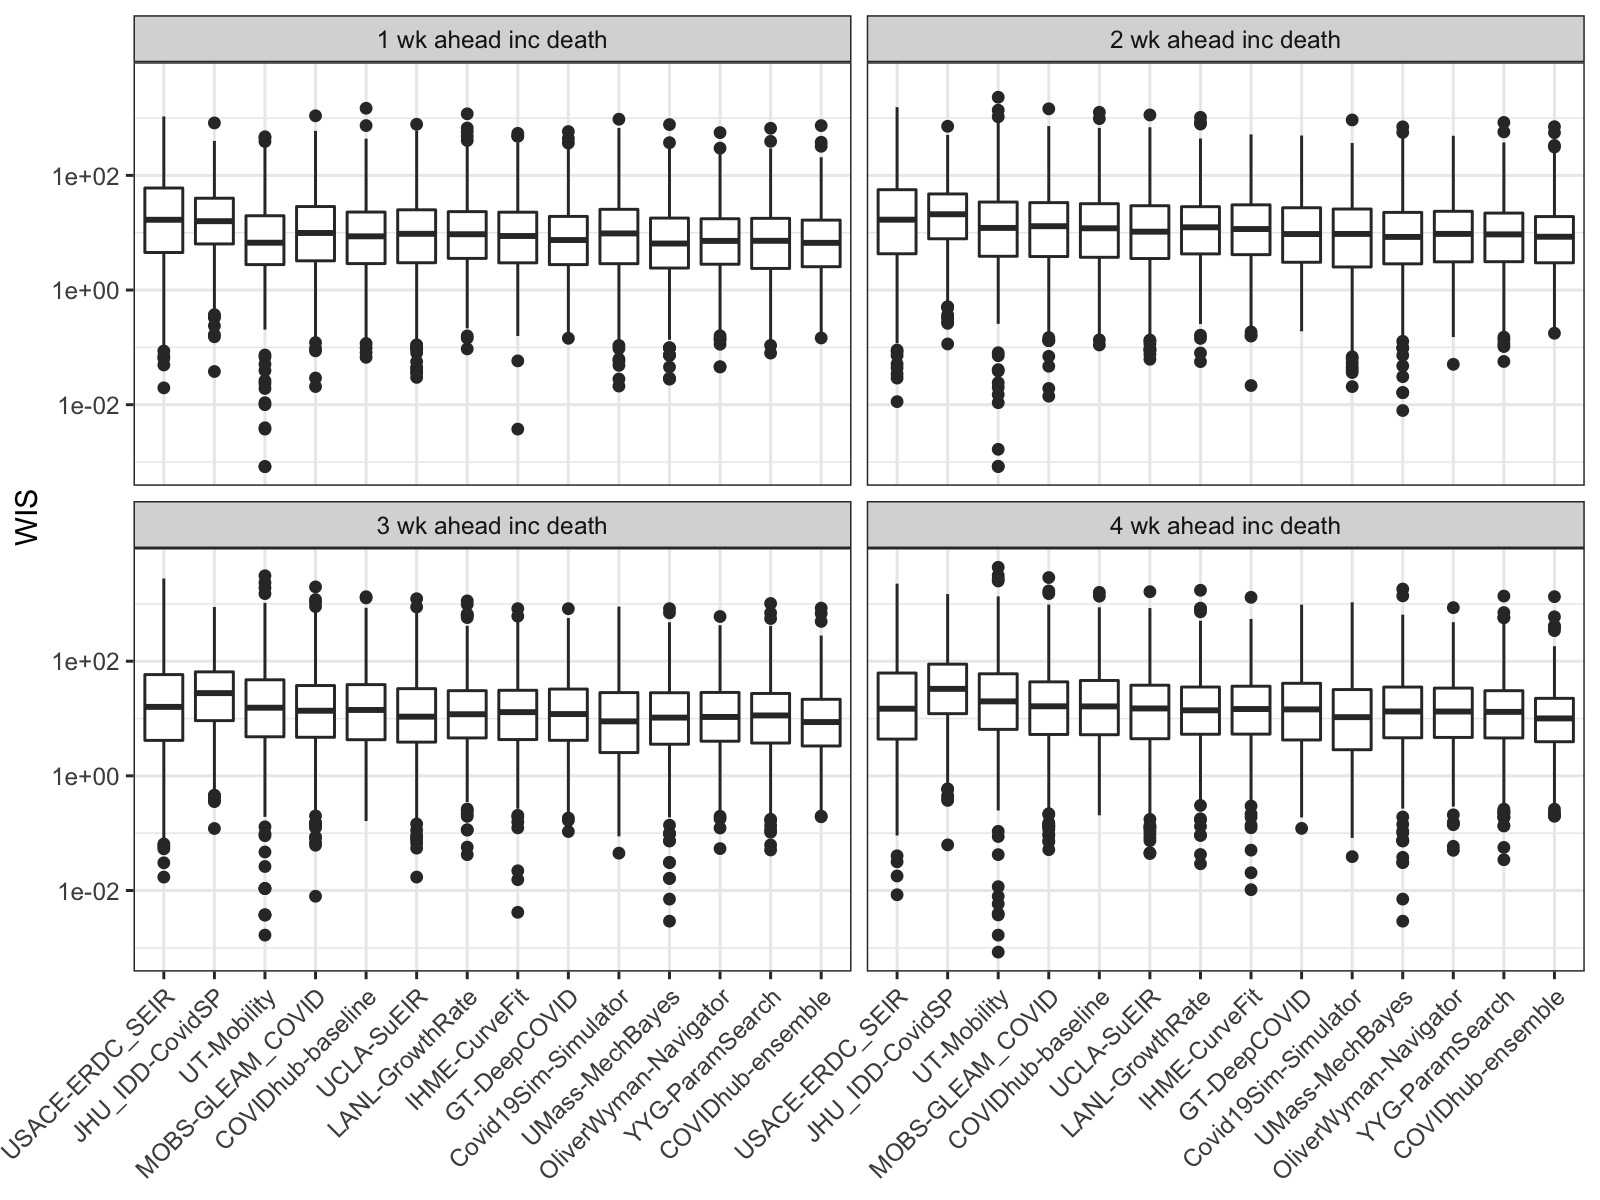 1 wk ahead inc death
2 wk ahead inc death
1e+02
1e+00
1e-02
WIS
3 wk ahead inc death
4 wk ahead inc death
1e+02
1e+00
1e-02
USACE-ERDC_SEIR
JHU_IDD-CovidSP
UT-Mobility
MOBS-GLEAM_COVID
COVIDhub-baseline
UCLA-SuEIR
LANL-GrowthRate
IHME-CurveFit
GT-DeepCOVID
Covid19Sim-Simulator
UMass-MechBayes
OliverWyman-Navigator
YYG-ParamSearch
COVIDhub-ensemble
USACE-ERDC_SEIR
JHU_IDD-CovidSP
UT-Mobility
MOBS-GLEAM_COVID
COVIDhub-baseline
UCLA-SuEIR
LANL-GrowthRate
IHME-CurveFit
GT-DeepCOVID
Covid19Sim-Simulator
UMass-MechBayes
OliverWyman-Navigator
YYG-ParamSearch
COVIDhub-ensemble